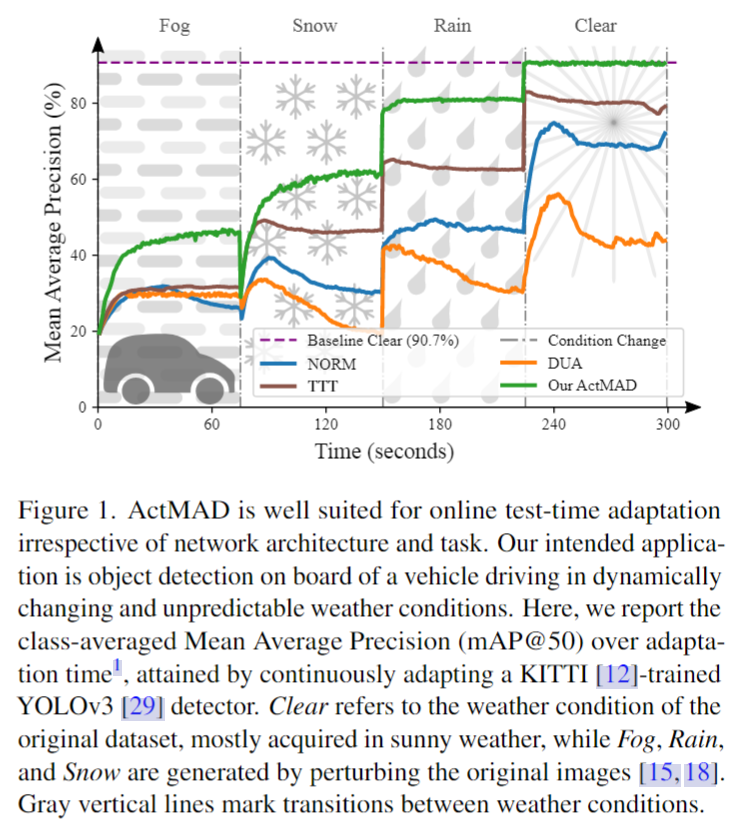 Fog Snow Rain Clear
Mean Average Precision (%)
80
60
40
20
0
Baseline Clear (90.7%) Condition Change
NORM DUA
TTT Our ActMAD
0 60 120 180 240 300
Time (seconds)
Figure 1. ActMAD is well suited for online test-time adaptation
irrespective of network architecture and task. Our intended applica-
tion is object detection on board of a vehicle driving in dynamically
changing and unpredictable weather conditions. Here, we report the
class-averaged Mean Average Precision (mAP@50) over adapta-
tion time1, attained by continuously adapting a KITTI [12]-trained
YOLOv3 [29] detector. Clear refers to the weather condition of the
original dataset, mostly acquired in sunny weather, while Fog, Rain,
and Snow are generated by perturbing the original images [15,18].
Gray vertical lines mark transitions between weather conditions.